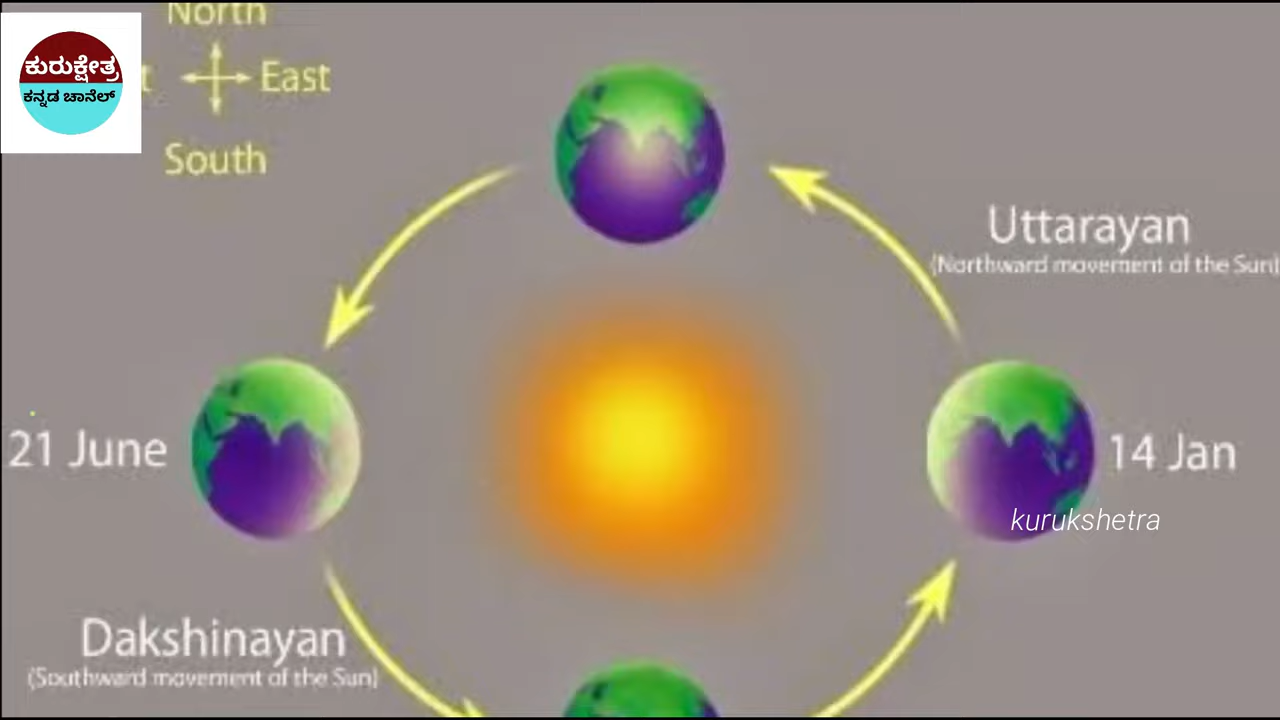 North
ಕುರುಕ್ಷೇತ್ರ
ಕನ್ನಡ ಚಾನೆಲ್
East
South
Uttarayan
(Northward movement of the Sun)
21 June
14 Jan
kurukshetra
Dakshinayan
(Southward movement of the Sun)